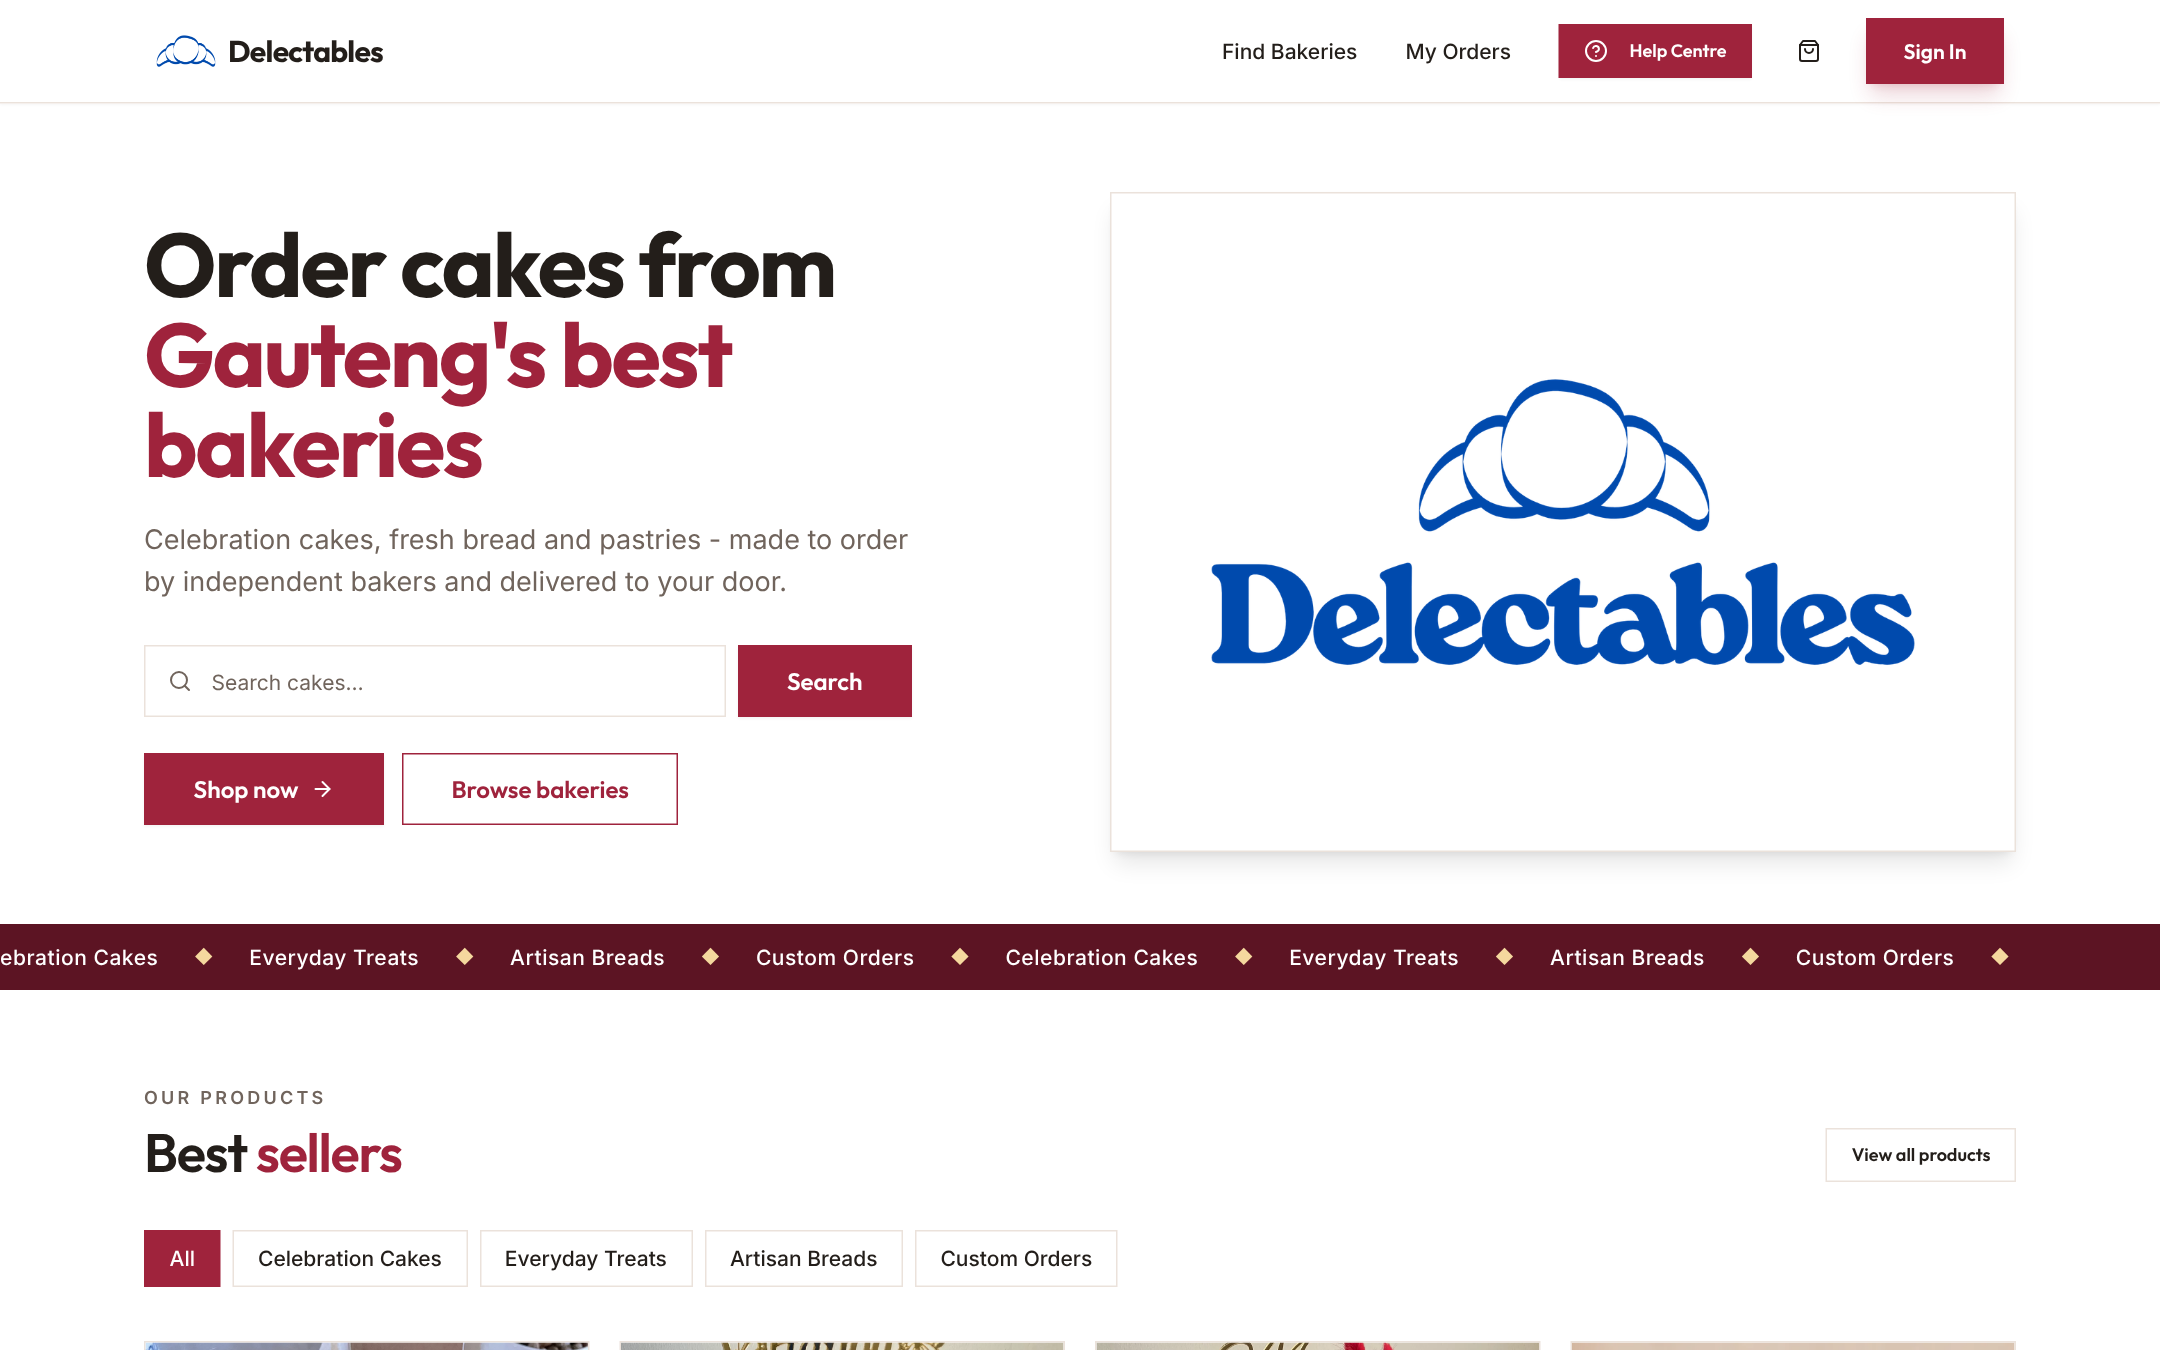 Delectables
Find Bakeries
My Orders
Help Centre
Sign In
Order cakes from
Gauteng's best
bakeries
Celebration cakes, fresh bread and pastries - made to order
by independent bakers and delivered to your door.
Search cakes...
Search
Shop now
Browse bakeries
Delectables
ebration Cakes ◆ Everyday Treats ◆ Artisan Breads ◆ Custom Orders ◆ Celebration Cakes ◆ Everyday Treats ◆ Artisan Breads ◆ Custom Orders ◆
OUR PRODUCTS
Best sellers
View all products
All
Celebration Cakes
Everyday Treats
Artisan Breads
Custom Orders